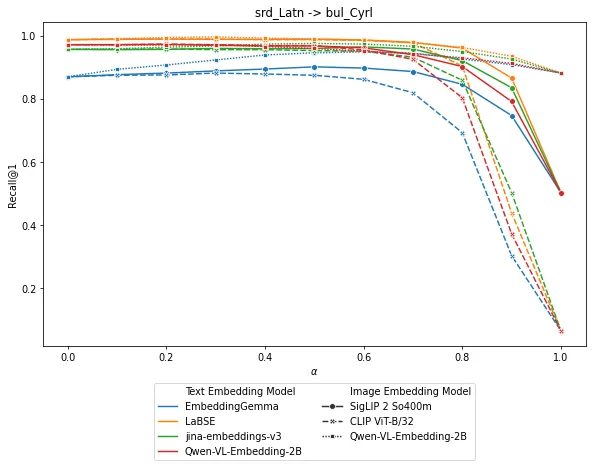 srd_Latn -> bul_Cyrl
Recall@1
1.0
0.8
0.6
0.4
0.2
0.0 0.2 0.4 0.6 0.8 1.0
α
Text Embedding Model Image Embedding Model
EmbeddingGemma SigLIP 2 So400m
LaBSE CLIP ViT-B/32
jina-embeddings-v3 Qwen-VL-Embedding-2B
Qwen-VL-Embedding-2B